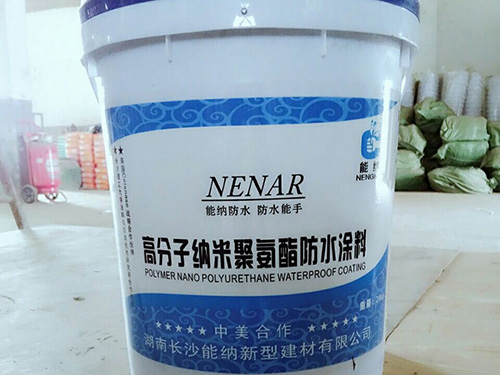 NENAR
能纳防水 防水能手
高分子纳米聚氨酯防水涂料
POLYMER NANO POLYURETHANE WATERPROOF COATING
★★★★★ 中美合作 ★★★★★
湖南长沙能纳新型建材有限公司